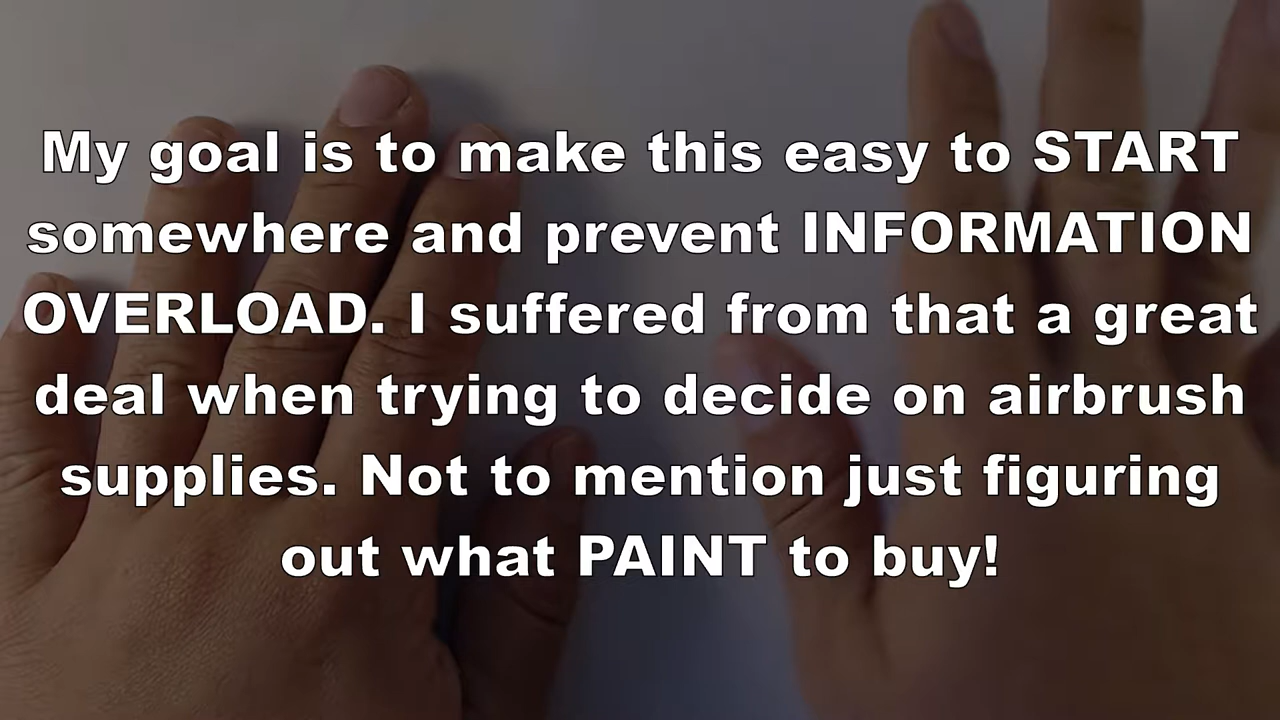 My goal is to make this easy to START
somewhere and prevent INFORMATION
OVERLOAD. I suffered from that a great
deal when trying to decide on airbrush
supplies. Not to mention just figuring
out what PAINT to buy!